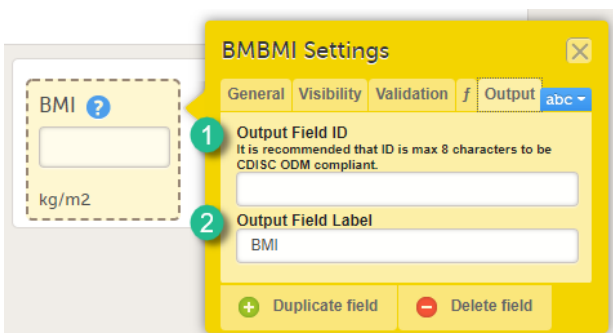 BMI ?
kg/m2
BMBMI Settings
General Visibility Validation f Output abc
1 Output Field ID
It is recommended that ID is max 8 characters to be
CDISC ODM compliant.
2 Output Field Label
BMI
Duplicate field Delete field